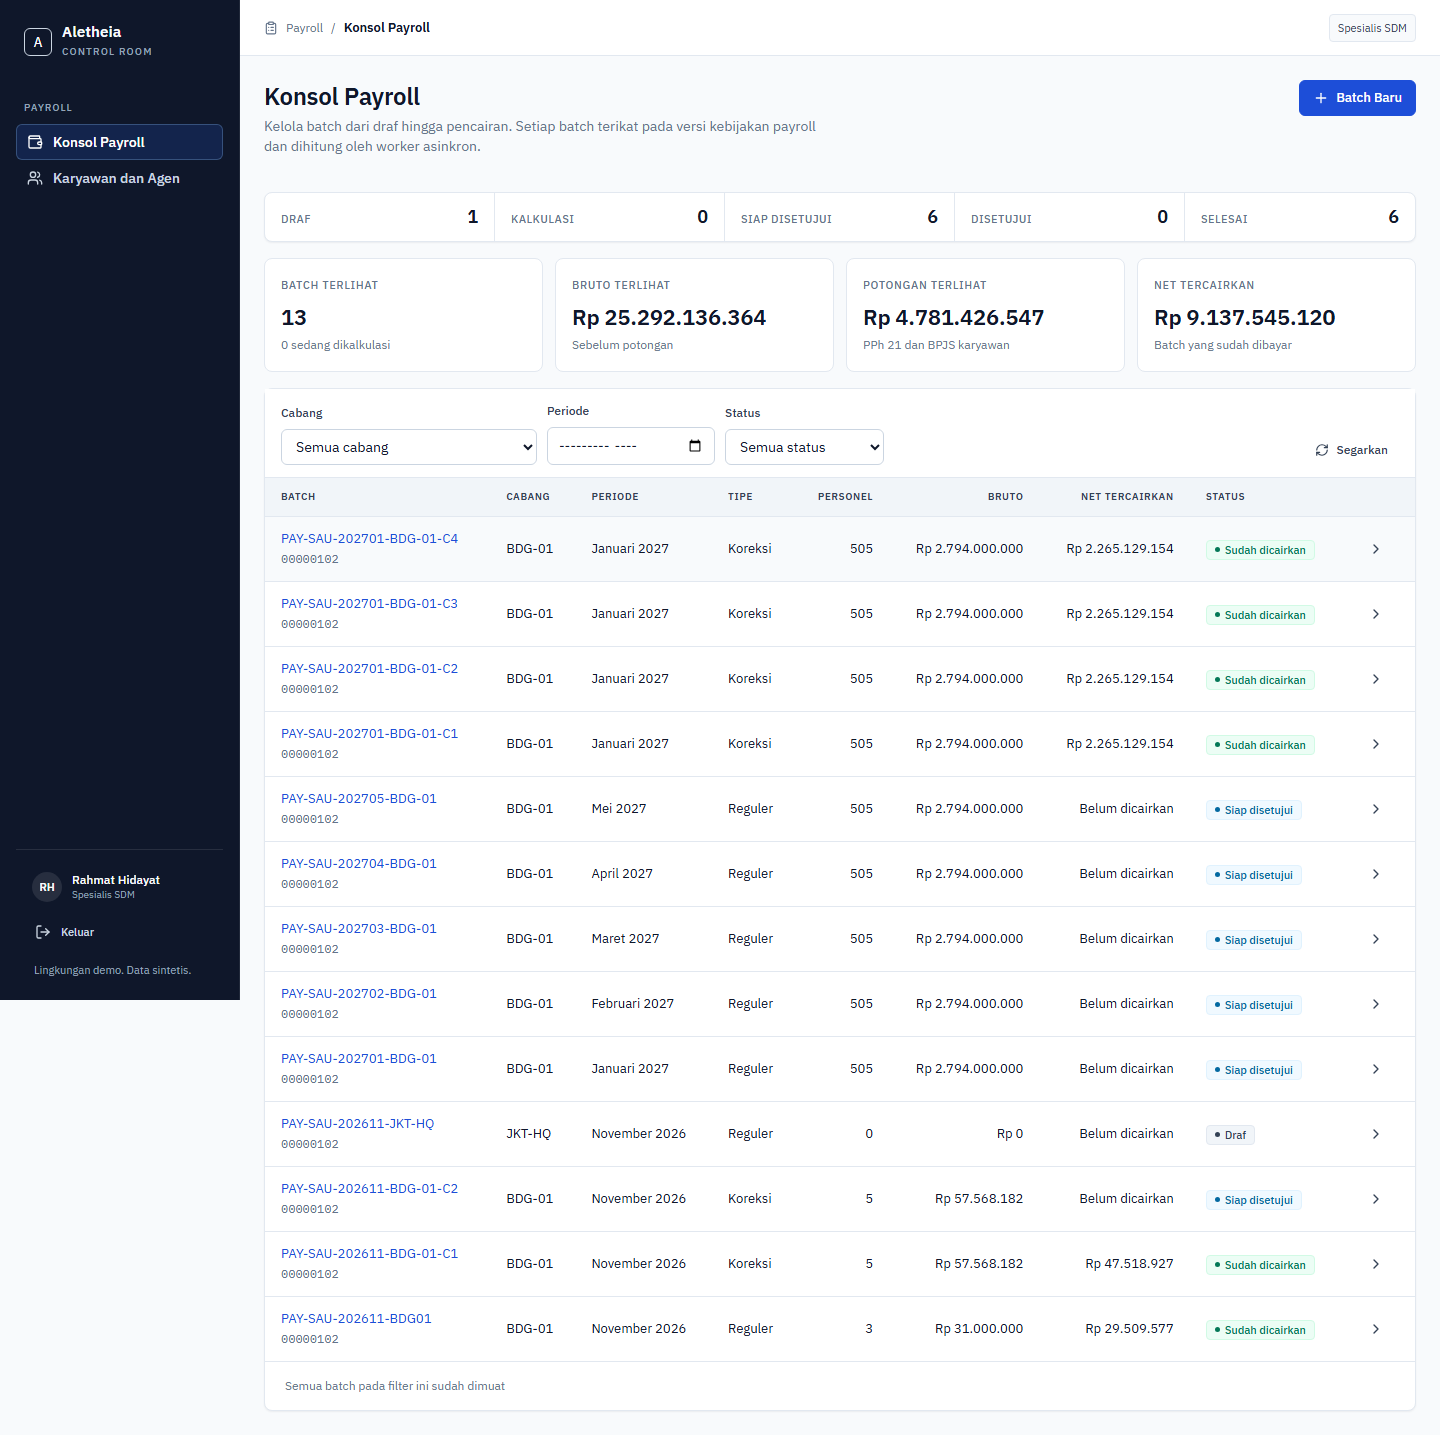 A
Aletheia
CONTROL ROOM
PAYROLL
Konsol Payroll
Karyawan dan Agen
RH
Rahmat Hidayat
Spesialis SDM
Keluar
Lingkungan demo. Data sintetis.
Payroll / Konsol Payroll
Spesialis SDM
Konsol Payroll
Kelola batch dari draf hingga pencairan. Setiap batch terikat pada versi kebijakan payroll
dan dihitung oleh worker asinkron.
+ Batch Baru
DRAF 1
KALKULASI 0
SIAP DISETUJUI 6
DISETUJUI 0
SELESAI 6
BATCH TERLIHAT
13
0 sedang dikalkulasi
BRUTO TERLIHAT
Rp 25.292.136.364
Sebelum potongan
POTONGAN TERLIHAT
Rp 4.781.426.547
PPh 21 dan BPJS karyawan
NET TERCAIRKAN
Rp 9.137.545.120
Batch yang sudah dibayar
Cabang
Semua cabang
Periode
--------- ----
Status
Semua status
Segarkan
BATCH CABANG PERIODE TIPE PERSONEL BRUTO NET TERCAIRKAN STATUS
PAY-SAU-202701-BDG-01-C4
00000102
BDG-01 Januari 2027 Koreksi 505 Rp 2.794.000.000 Rp 2.265.129.154 Sudah dicairkan
PAY-SAU-202701-BDG-01-C3
00000102
BDG-01 Januari 2027 Koreksi 505 Rp 2.794.000.000 Rp 2.265.129.154 Sudah dicairkan
PAY-SAU-202701-BDG-01-C2
00000102
BDG-01 Januari 2027 Koreksi 505 Rp 2.794.000.000 Rp 2.265.129.154 Sudah dicairkan
PAY-SAU-202701-BDG-01-C1
00000102
BDG-01 Januari 2027 Koreksi 505 Rp 2.794.000.000 Rp 2.265.129.154 Sudah dicairkan
PAY-SAU-202705-BDG-01
00000102
BDG-01 Mei 2027 Reguler 505 Rp 2.794.000.000 Belum dicairkan Siap disetujui
PAY-SAU-202704-BDG-01
00000102
BDG-01 April 2027 Reguler 505 Rp 2.794.000.000 Belum dicairkan Siap disetujui
PAY-SAU-202703-BDG-01
00000102
BDG-01 Maret 2027 Reguler 505 Rp 2.794.000.000 Belum dicairkan Siap disetujui
PAY-SAU-202702-BDG-01
00000102
BDG-01 Februari 2027 Reguler 505 Rp 2.794.000.000 Belum dicairkan Siap disetujui
PAY-SAU-202701-BDG-01
00000102
BDG-01 Januari 2027 Reguler 505 Rp 2.794.000.000 Belum dicairkan Siap disetujui
PAY-SAU-202611-JKT-HQ
00000102
JKT-HQ November 2026 Reguler 0 Rp 0 Belum dicairkan Draf
PAY-SAU-202611-BDG-01-C2
00000102
BDG-01 November 2026 Koreksi 5 Rp 57.568.182 Belum dicairkan Siap disetujui
PAY-SAU-202611-BDG-01-C1
00000102
BDG-01 November 2026 Koreksi 5 Rp 57.568.182 Rp 47.518.927 Sudah dicairkan
PAY-SAU-202611-BDG01
00000102
BDG-01 November 2026 Reguler 3 Rp 31.000.000 Rp 29.509.577 Sudah dicairkan
Semua batch pada filter ini sudah dimuat